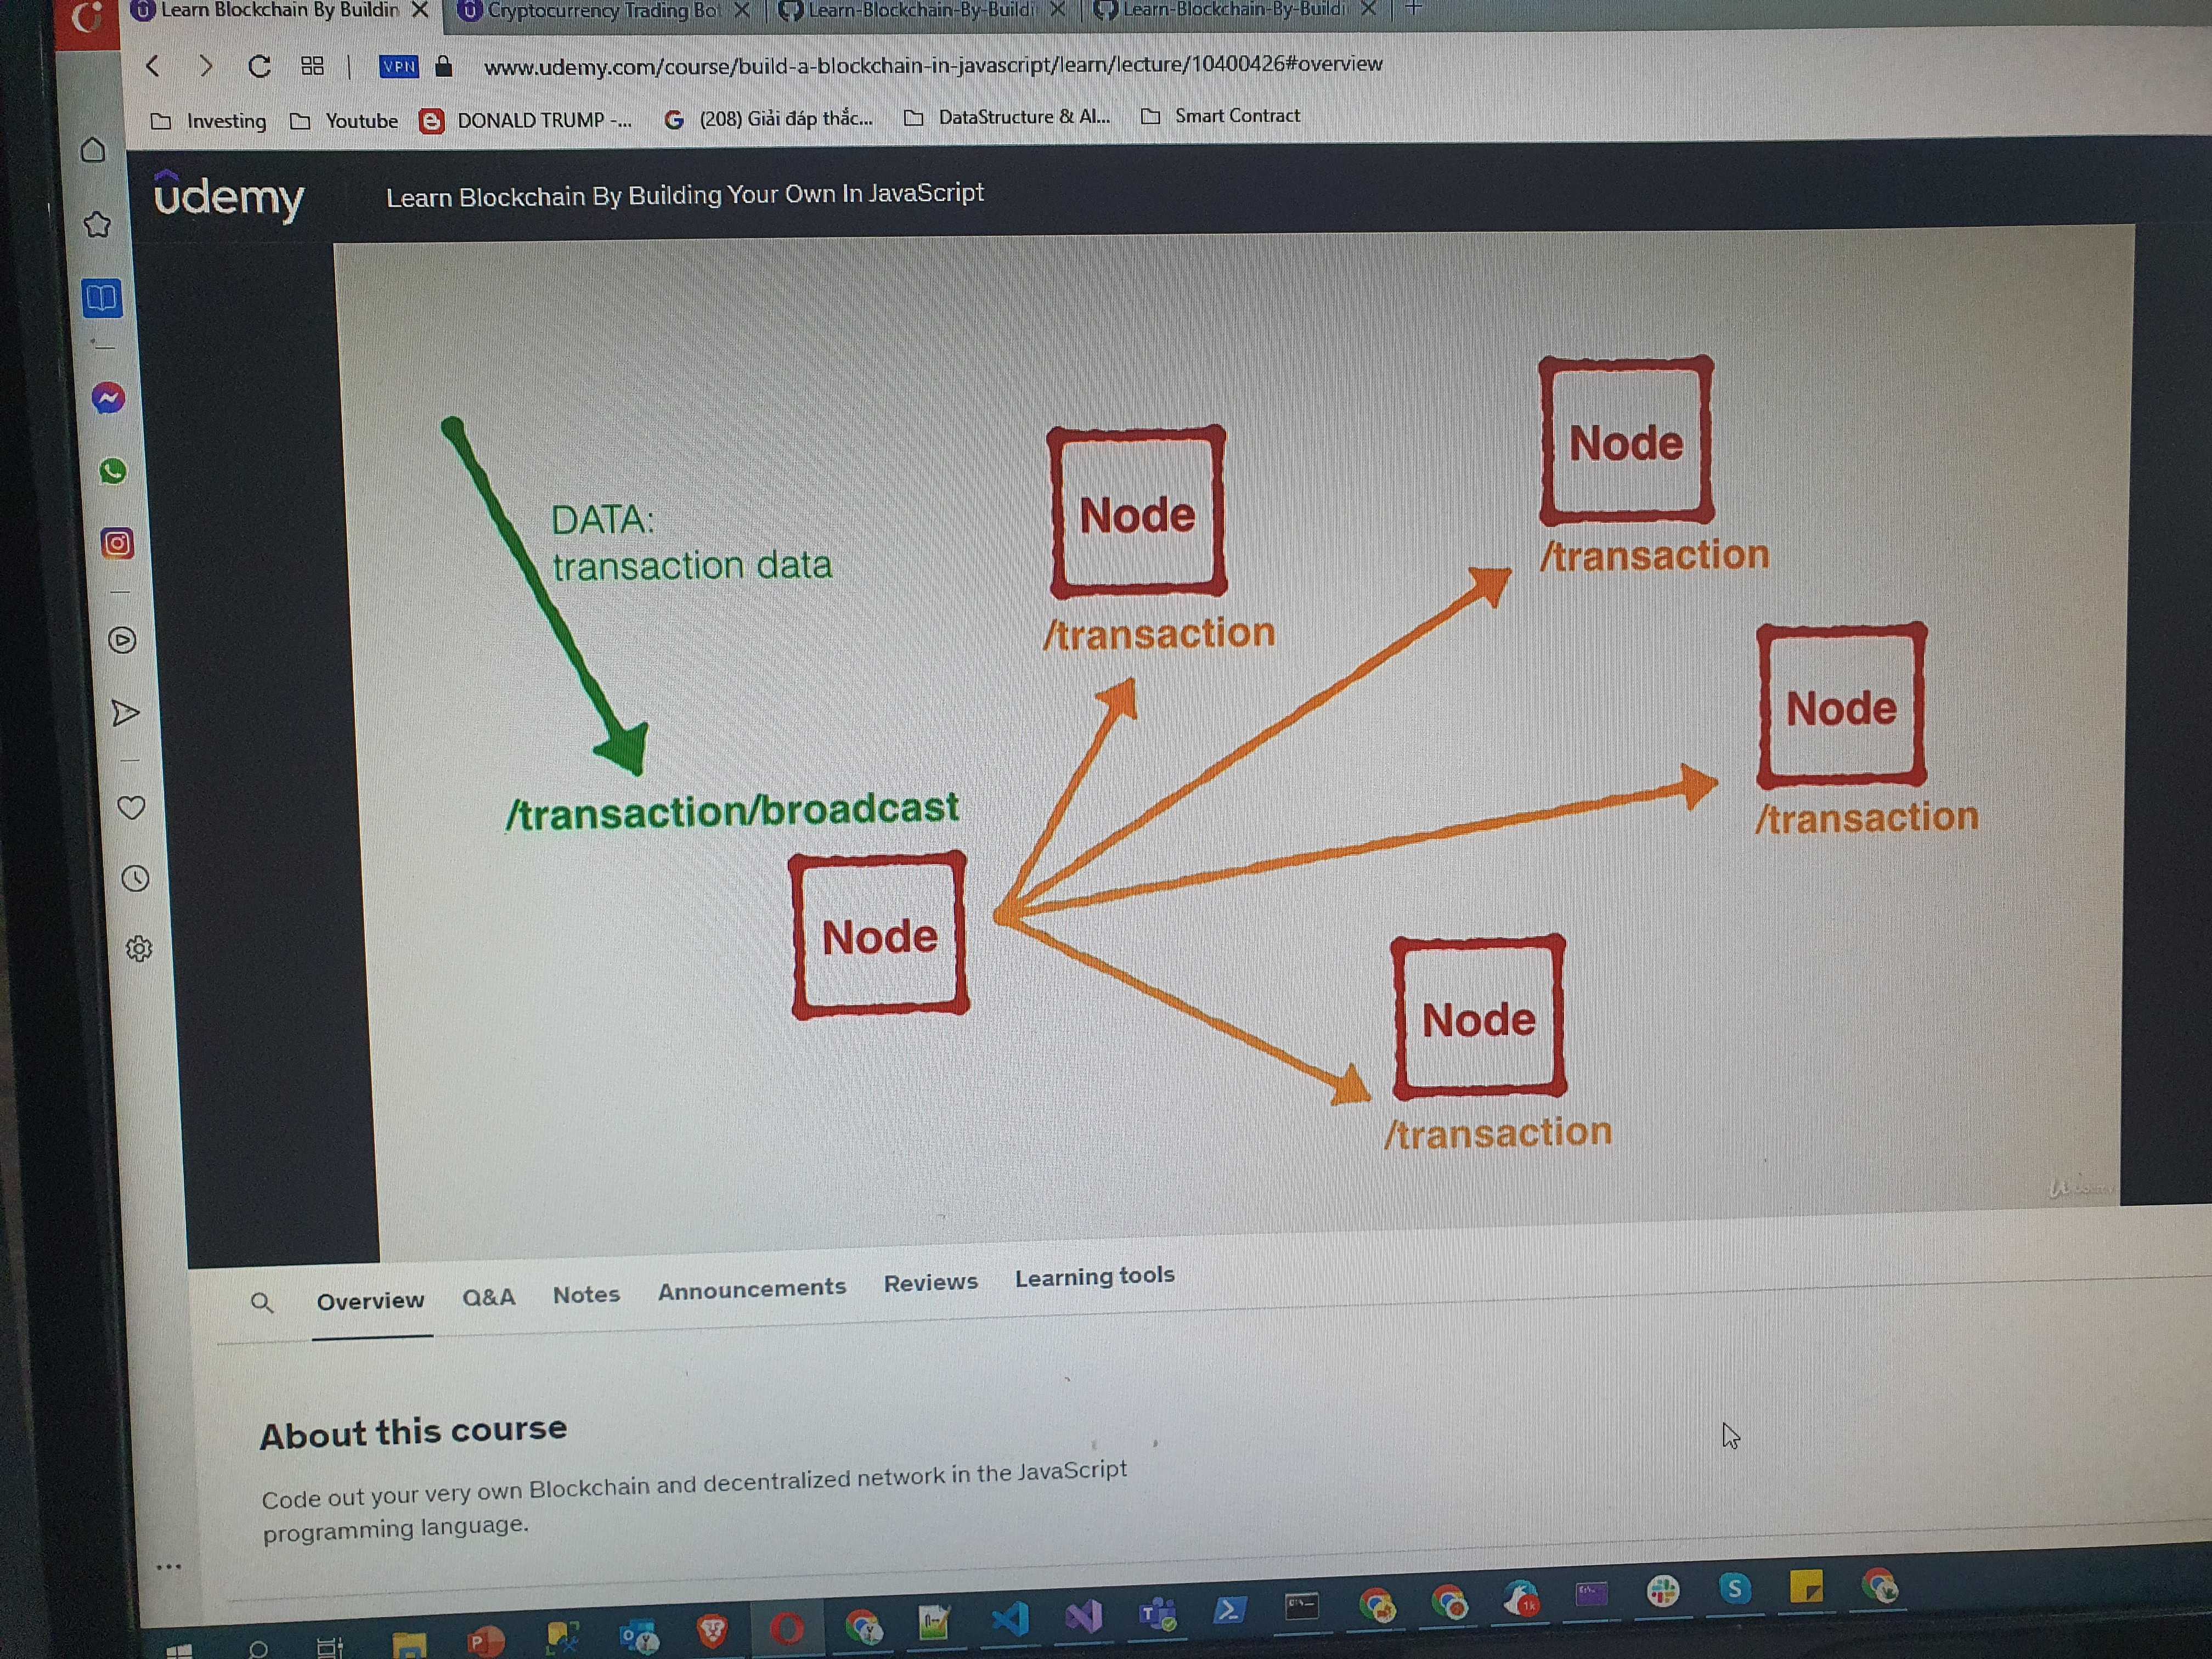 Learn Blockchain By Buildin
Cryptocurrency Trading Bot
Learn-Blockchain-By-Buildi
Learn-Blockchain-By-Buildi
VPN
www.udemy.com/course/build-a-blockchain-in-javascript/learn/lecture/10400426#overview
Investing
Youtube
DONALD TRUMP -...
(208) Giải đáp thắc...
DataStructure & Al...
Smart Contract
udemy
Learn Blockchain By Building Your Own In JavaScript
DATA:
transaction data
/transaction/broadcast
Node
Node
/transaction
Node
/transaction
Node
/transaction
Node
/transaction
Overview
Q&A
Notes
Announcements
Reviews
Learning tools
About this course
Code out your very own Blockchain and decentralized network in the JavaScript
programming language.
1k